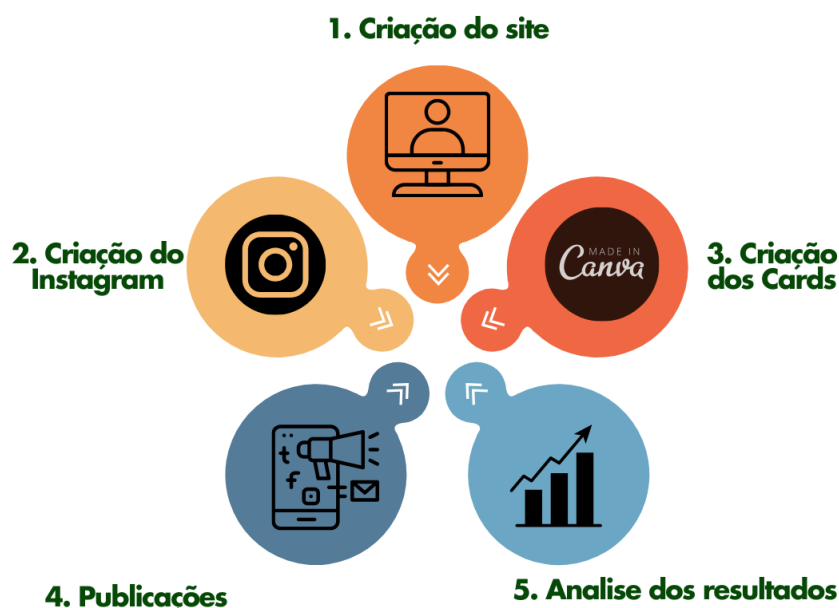 1. Criação do site
2. Criação do
Instagram
MADE IN
Canva
3. Criação
dos Cards
t
f
4. Publicações
5. Analise dos resultados